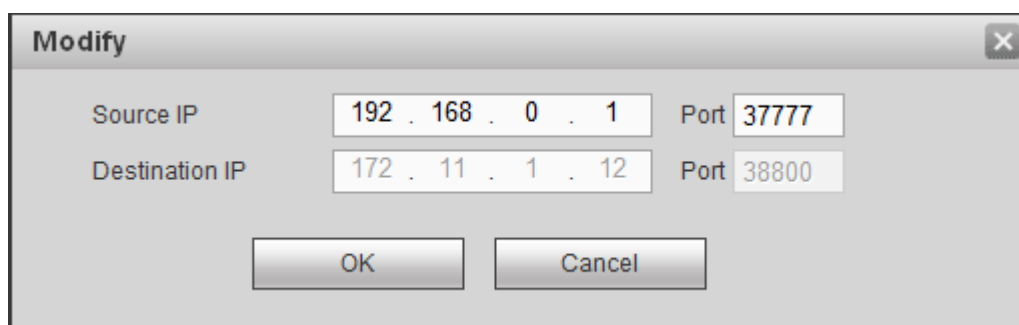 Modify
Source IP 192 . 168 . 0 . 1 Port 37777
Destination IP 172 . 11 . 1 . 12 Port 38800
OK Cancel